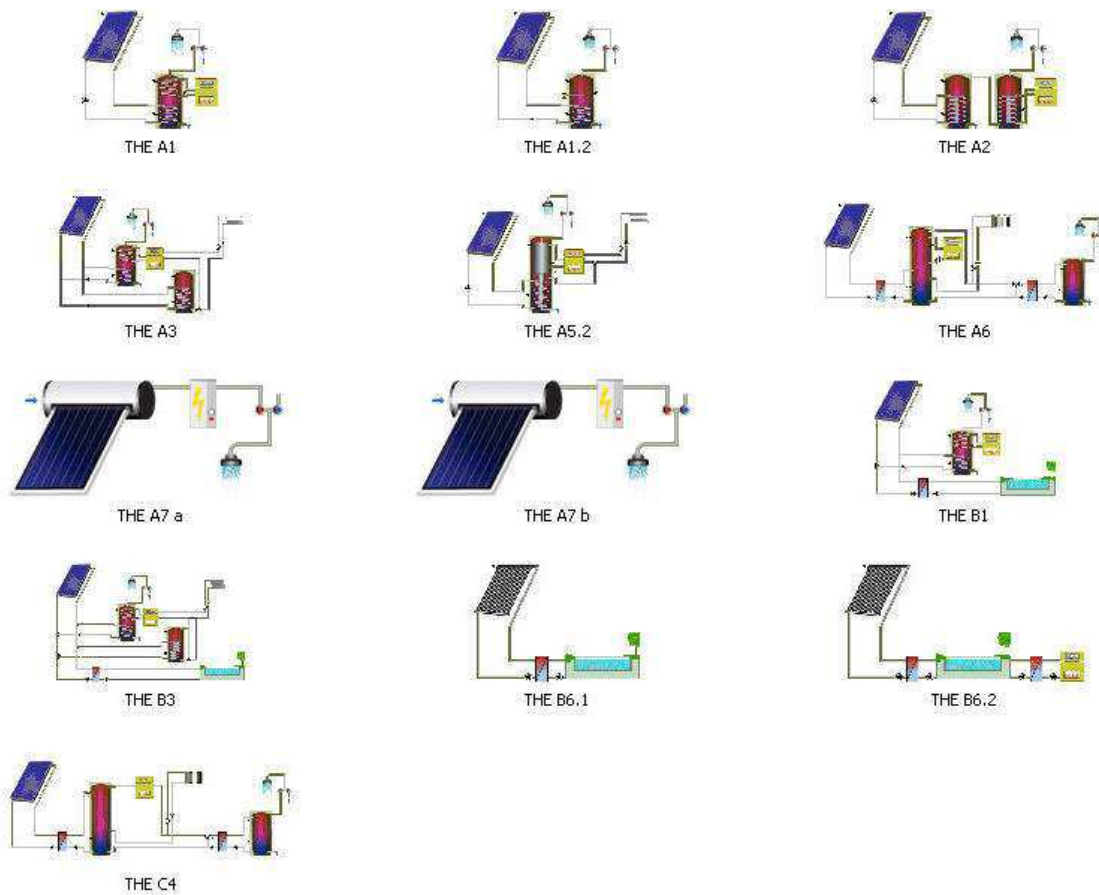 THE A1
THE A1.2
THE A2
THE A3
THE A5.2
THE A6
THE A7 a
THE A7 b
THE B1
THE B3
THE B6.1
THE B6.2
THE C4